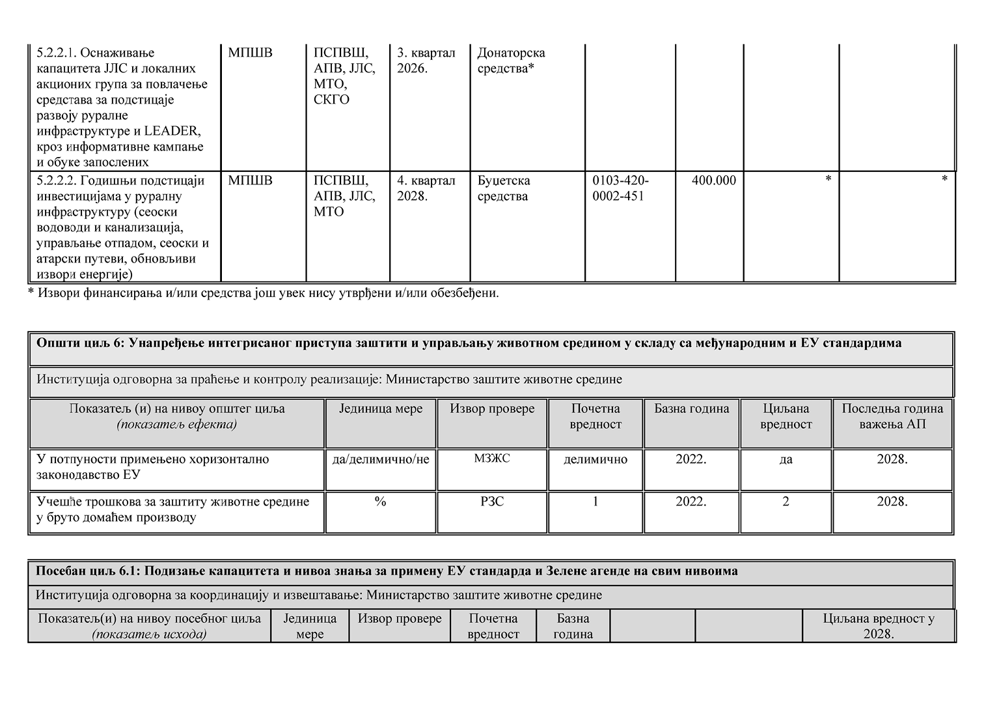 5.2.2.1. Оснаживање капацитета ЈЛС и локалних акционих група за повлачење средстава за подстицаје развоју руралне инфраструктуре и LEADER, кроз информативне кампање и обуке запослених
МПШВ
ПСПВШ, АПВ, ЈЛС, МТО, СКГО
3. квартал 2026.
Донаторска средства*
5.2.2.2. Годишњи подстицаји инвестицијама у руралну инфраструктуру (сеоски водоводи и канализација, управљање отпадом, сеоски и атарски путеви, обновљиви извори енергије)
МПШВ
ПСПВШ, АПВ, ЈЛС, МТО
4. квартал 2028.
Буџетска средства
0103-420-0002-451
400.000
*
*
* Извори финансирања и/или средства још увек нису утврђени и/или обезбеђени.
Општи циљ 6: Унапређење интегрисаног приступа заштити и управљању животном средином у складу са међународним и ЕУ стандардима
Институција одговорна за праћење и контролу реализације: Министарство заштите животне средине
Показатељ (и) на нивоу општег циља (показатељ ефекта)
Јединица мере
Извор провере
Почетна вредност
Базна година
Циљана вредност
Последња година важења АП
У потпуности примењено хоризонтално законодавство ЕУ
да/делимично/не
МЗЖС
делимично
2022.
да
2028.
Учешће трошкова за заштиту животне средине у бруто домаћем производу
%
РЗС
1
2022.
2
2028.
Посебан циљ 6.1: Подизање капацитета и нивоа знања за примену ЕУ стандарда и Зелене агенде на свим нивоима
Институција одговорна за координацију и извештавање: Министарство заштите животне средине
Показатељ(и) на нивоу посебног циља (показатељ исхода)
Јединица мере
Извор провере
Почетна вредност
Базна година
Циљана вредност у 2028.